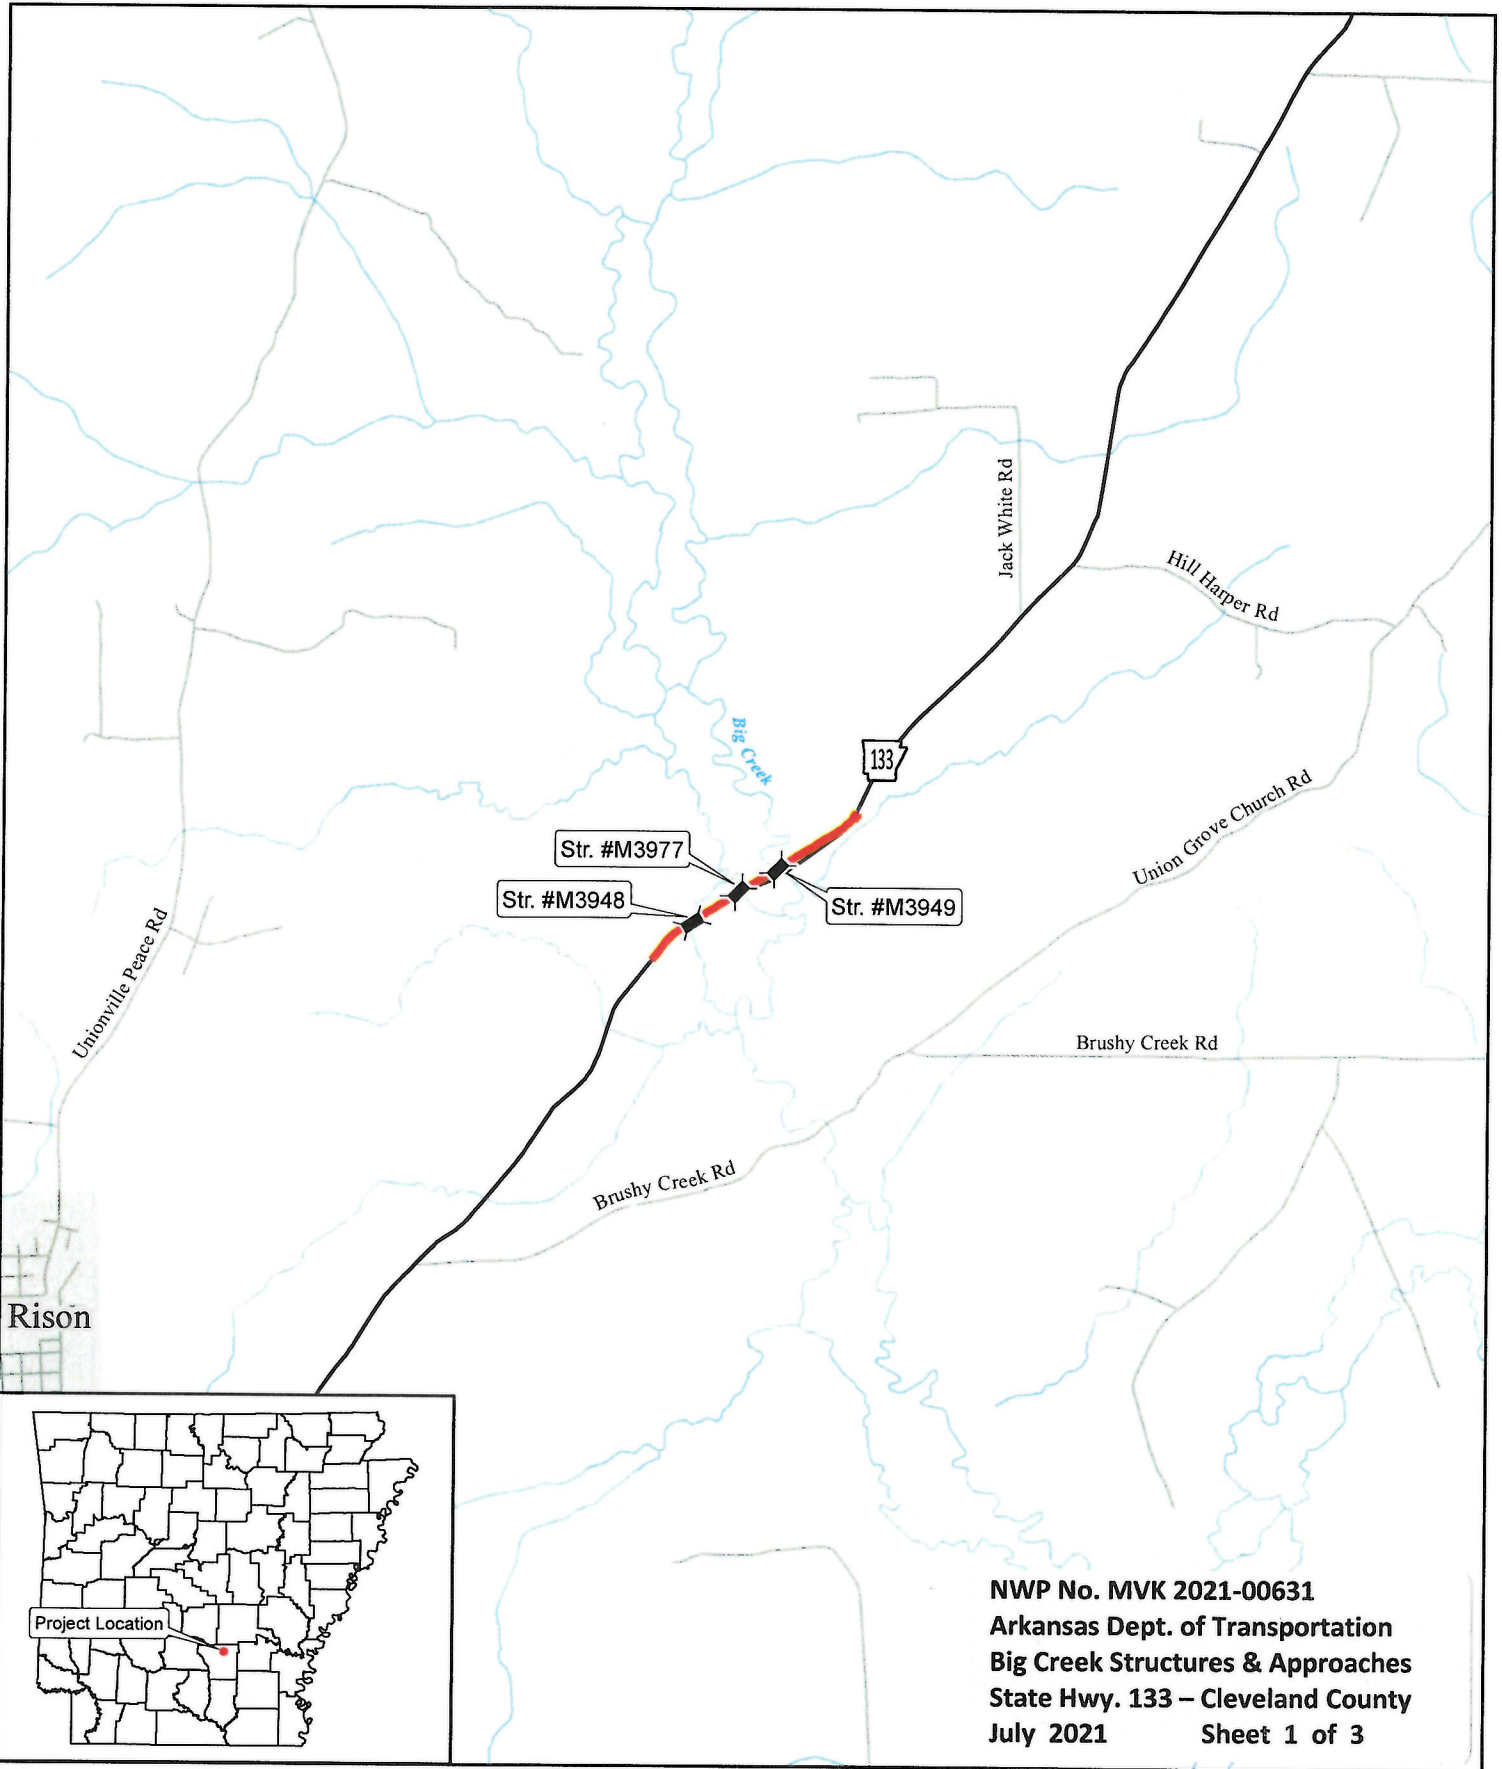 Jack White Rd
Hill Harper Rd
Big Creek
133
Union Grove Church Rd
Str. #M3977
Str. #M3948
Str. #M3949
Unionville Peace Rd
Brushy Creek Rd
Brushy Creek Rd
Rison
Project Location
NWP No. MVK 2021-00631
Arkansas Dept. of Transportation
Big Creek Structures & Approaches
State Hwy. 133 – Cleveland County
July 2021 Sheet 1 of 3